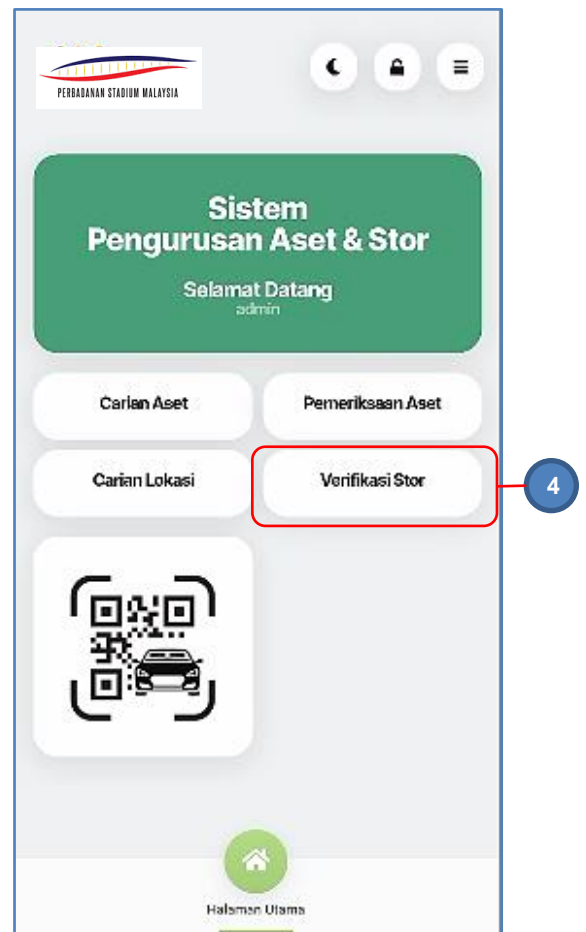 PERBADANAN STADIUM MALAYSIA
Sistem
Pengurusan Aset & Stor
Selamat Datang
admin
Carian Aset
Pemeriksaan Aset
Carian Lokasi
Verifikasi Stor
4
Halaman Utama